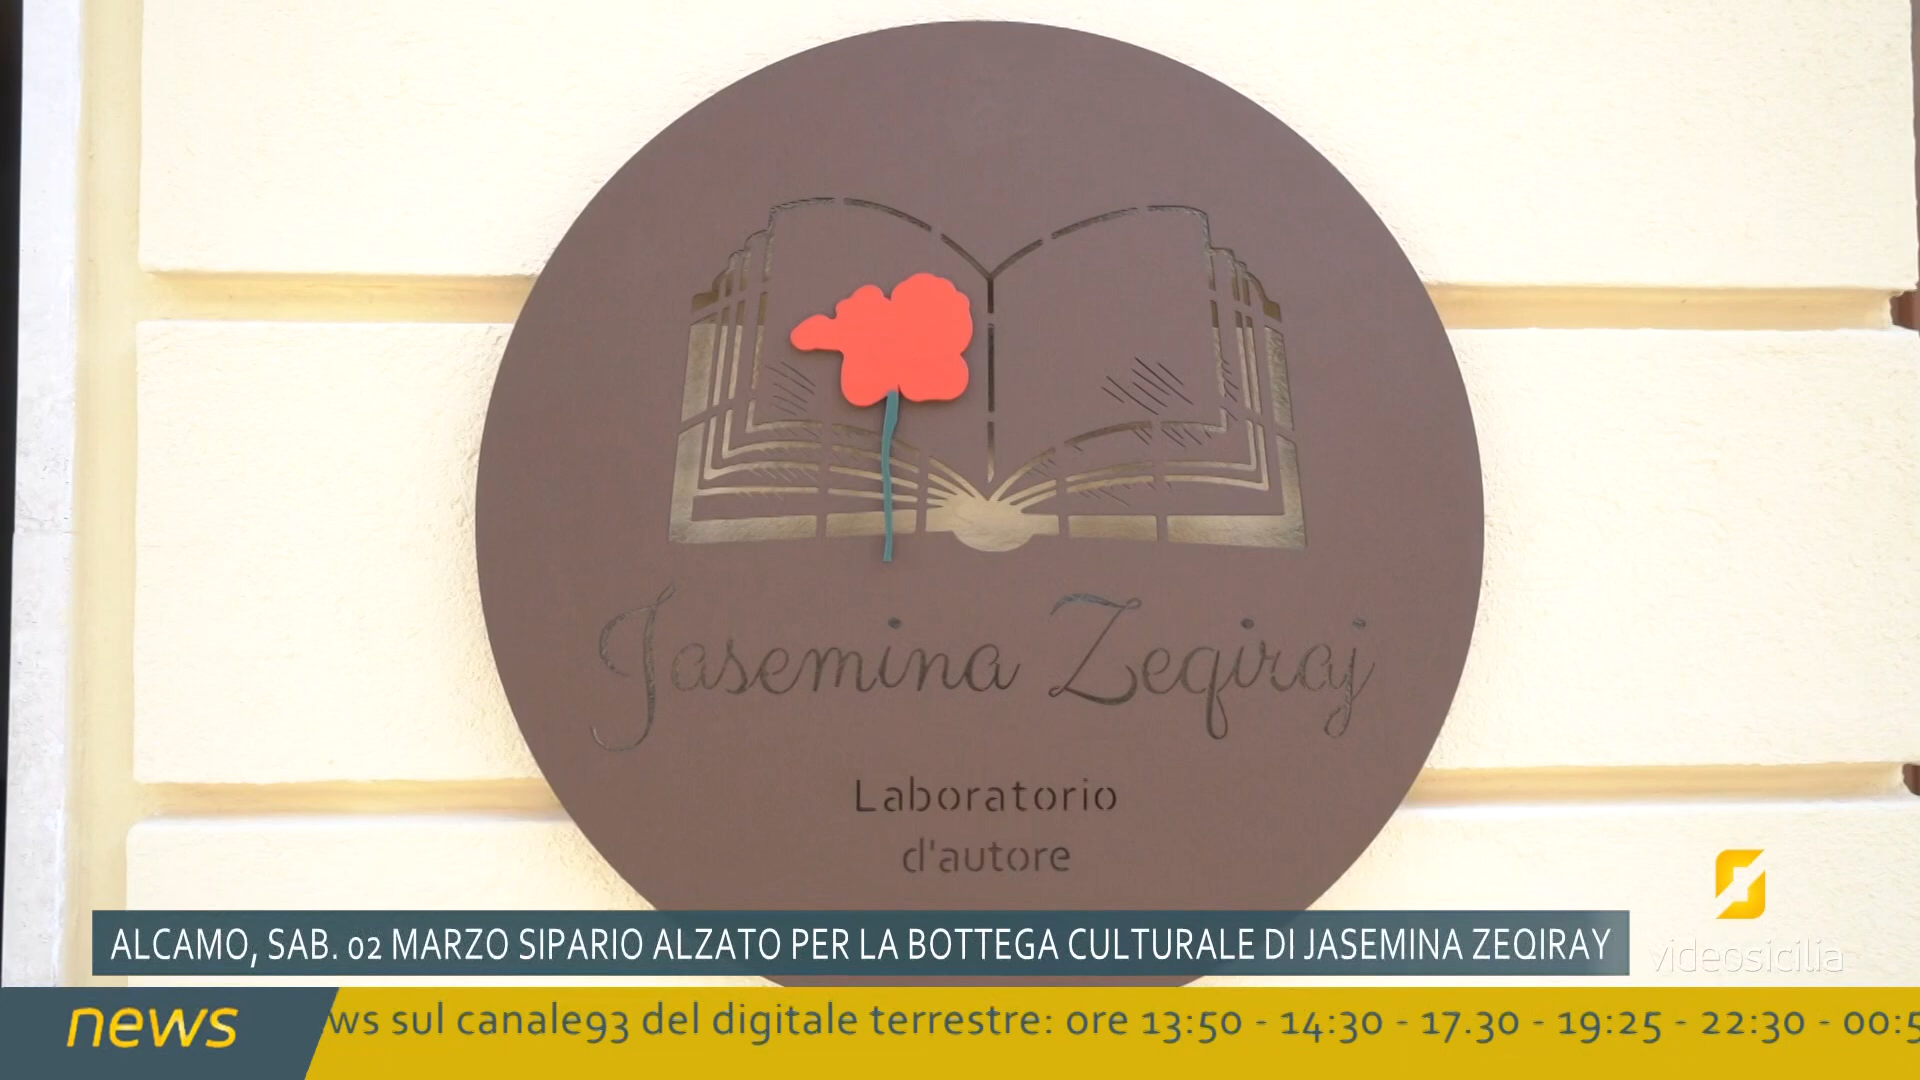 Jasemina Zeqiraj
Laboratorio
d'autore
ALCAMO, SAB. 02 MARZO SIPARIO ALZATO PER LA BOTTEGA CULTURALE DI JASEMINA ZEQIRAY
videosicilia
news
ws sul canale93 del digitale terrestre: ore 13:50 - 14:30 - 17.30 - 19:25 - 22:30 - 00:5